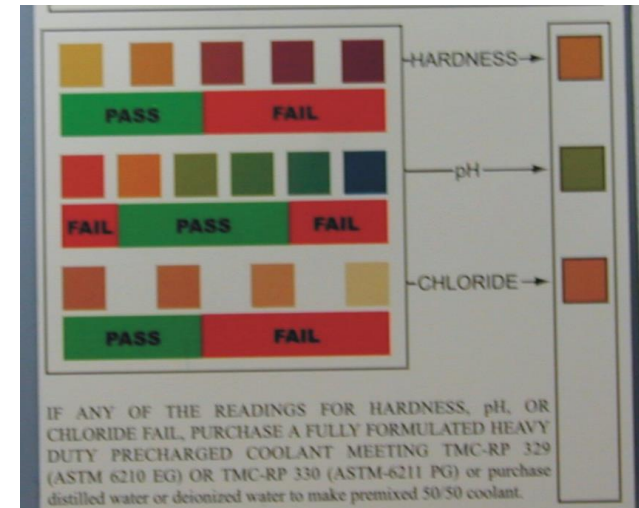 HARDNESS
PASS FAIL
pH
FAIL PASS FAIL
CHLORIDE
PASS FAIL
IF ANY OF THE READINGS FOR HARDNESS, pH, OR
CHLORIDE FAIL, PURCHASE A FULLY FORMULATED HEAVY
DUTY PRECHARGED COOLANT MEETING TMC-RP 329
(ASTM 6210 EG) OR TMC-RP 330 (ASTM-6211 PG) or purchase
distilled water or deionized water to make premixed 50/50 coolant.